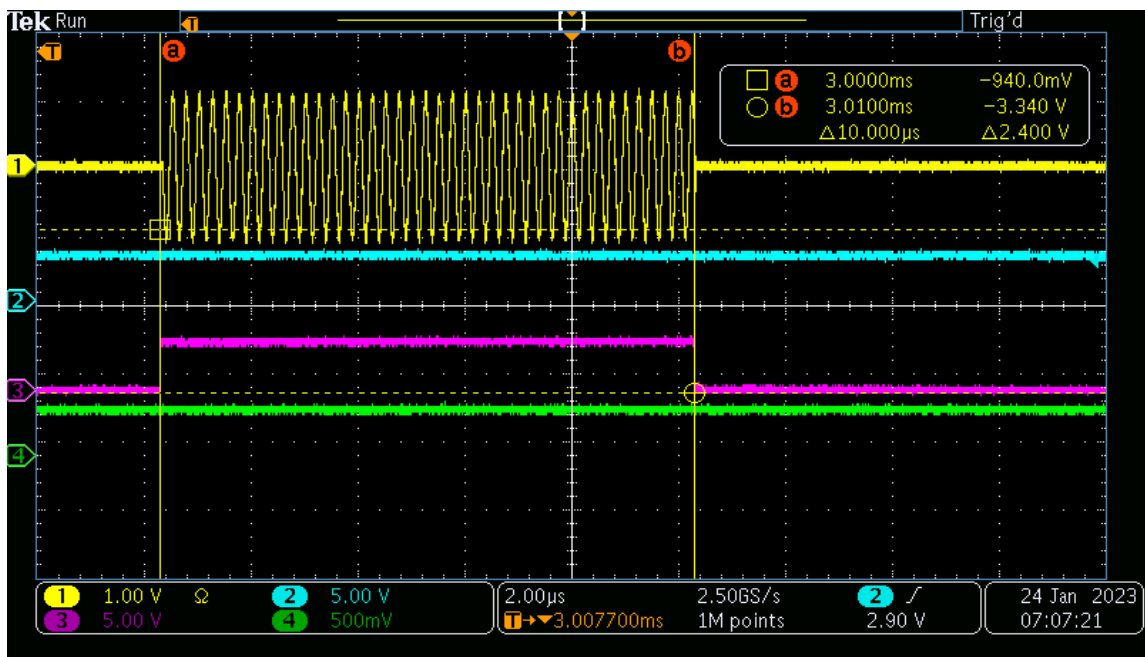 Tek Run T Trig'd
T a b
a 3.0000ms −940.0mV
b 3.0100ms −3.340 V
Δ10.000µs Δ2.400 V
1
2
3
4
1 1.00 V Ω 2 5.00 V 2.00µs 2.50GS/s 2 24 Jan 2023
3 5.00 V 4 500mV T→▼3.007700ms 1M points 2.90 V 07:07:21